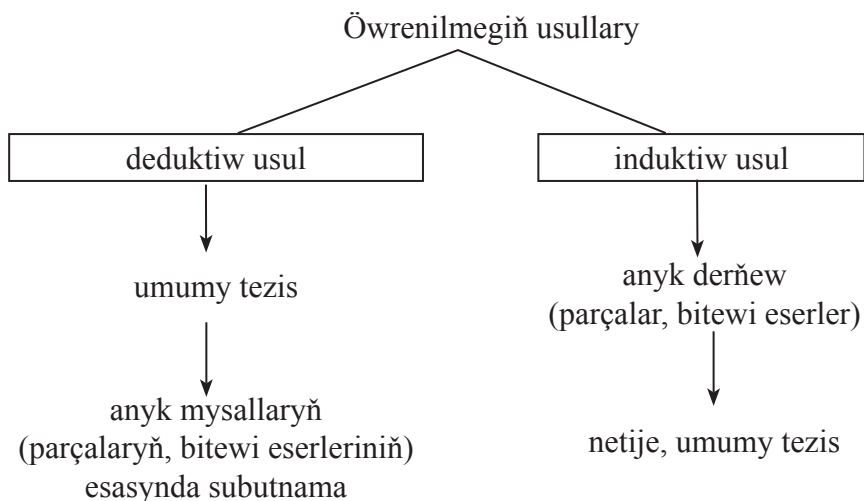 Öwrenilmegiň usullary
deduktiw usul
umumy tezis
anyk mysallaryň
(parçalaryň, bitewi eserleriniň)
esasynda subutnama
induktiw usul
anyk derňew
(parçalar, bitewi eserler)
netije, umumy tezis